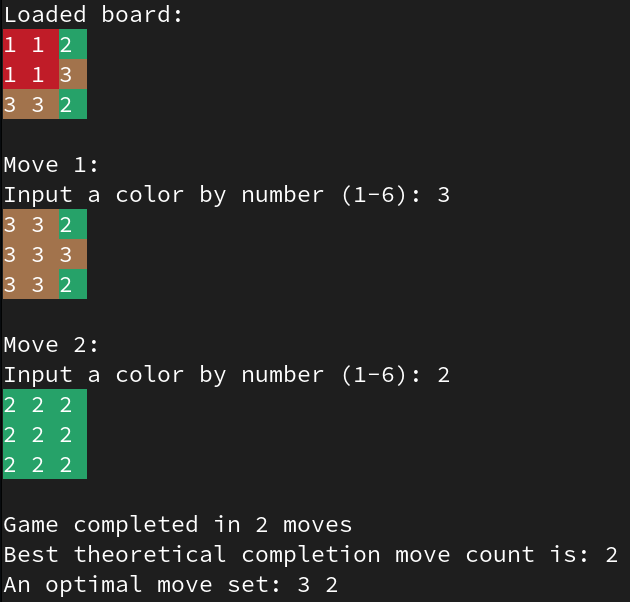 Loaded board:
1 1 2
1 1 3
3 3 2
Move 1:
Input a color by number (1-6): 3
3 3 2
3 3 3
3 3 2
Move 2:
Input a color by number (1-6): 2
2 2 2
2 2 2
2 2 2
Game completed in 2 moves
Best theoretical completion move count is: 2
An optimal move set: 3 2